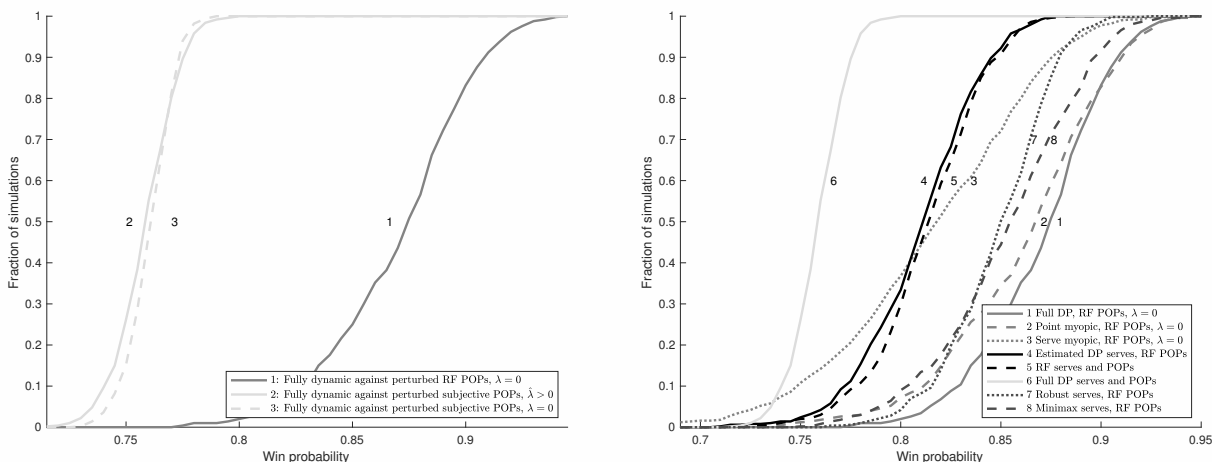 1
0.9
0.8
0.7
0.6
0.5
0.4
0.3
0.2
0.1
0
Fraction of simulations
2
3
1
1: Fully dynamic against perturbed RF POPs, λ = 0
2: Fully dynamic against perturbed subjective POPs, λ̂ > 0
3: Fully dynamic against perturbed subjective POPs, λ = 0
0.75
0.8
0.85
0.9
Win probability
1
0.9
0.8
0.7
0.6
0.5
0.4
0.3
0.2
0.1
0
Fraction of simulations
7
8
6
4
5
3
2
1
1 Full DP, RF POPs, λ = 0
2 Point myopic, RF POPs, λ = 0
3 Serve myopic, RF POPs, λ = 0
4 Estimated DP serves, RF POPs
5 RF serves and POPs
6 Full DP serves and POPs
7 Robust serves, RF POPs
8 Minimax serves, RF POPs
0.7
0.75
0.8
0.85
0.9
0.95
Win probability